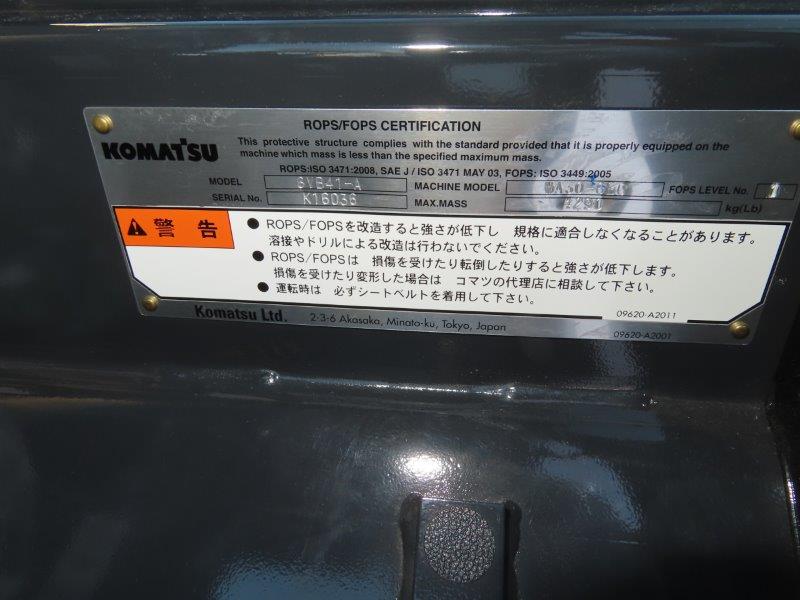 ROPS/FOPS CERTIFICATION
KOMATSU
This protective structure complies with the standard provided that it is properly equipped on the
machine which mass is less than the specified maximum mass.
ROPS:ISO 3471:2008, SAE J / ISO 3471 MAY 03, FOPS: ISO 3449:2005
MODEL SVB41-A MACHINE MODEL FOPS LEVEL No.
SERIAL No. K16036 MAX.MASS 4290 kg(Lb)
警告
● ROPS/FOPSを改造すると強さが低下し 規格に適合しなくなることがあります。
溶接やドリルによる改造は行わないでください。
● ROPS/FOPSは 損傷を受けたり転倒したりすると強さが低下します。
損傷を受けたり変形した場合は コマツの代理店に相談して下さい。
● 運転時は 必ずシートベルトを着用して下さい。
09620-A2011
Komatsu Ltd. 2-3-6 Akasaka, Minato-ku, Tokyo, Japan
09620-A2001